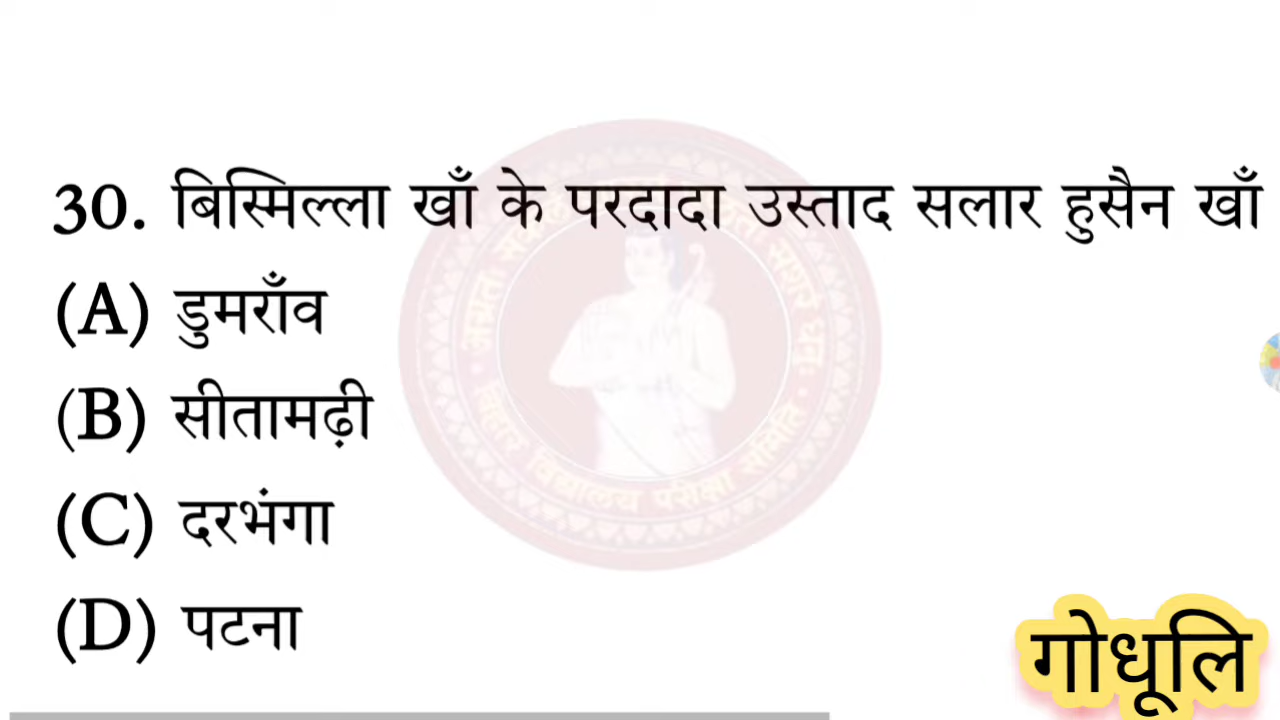 30. बिस्मिल्ला खाँ के परदादा उस्ताद सलार हुसैन खाँ
(A) डुमराँव
(B) सीतामढ़ी
(C) दरभंगा
(D) पटना
गोधूलि